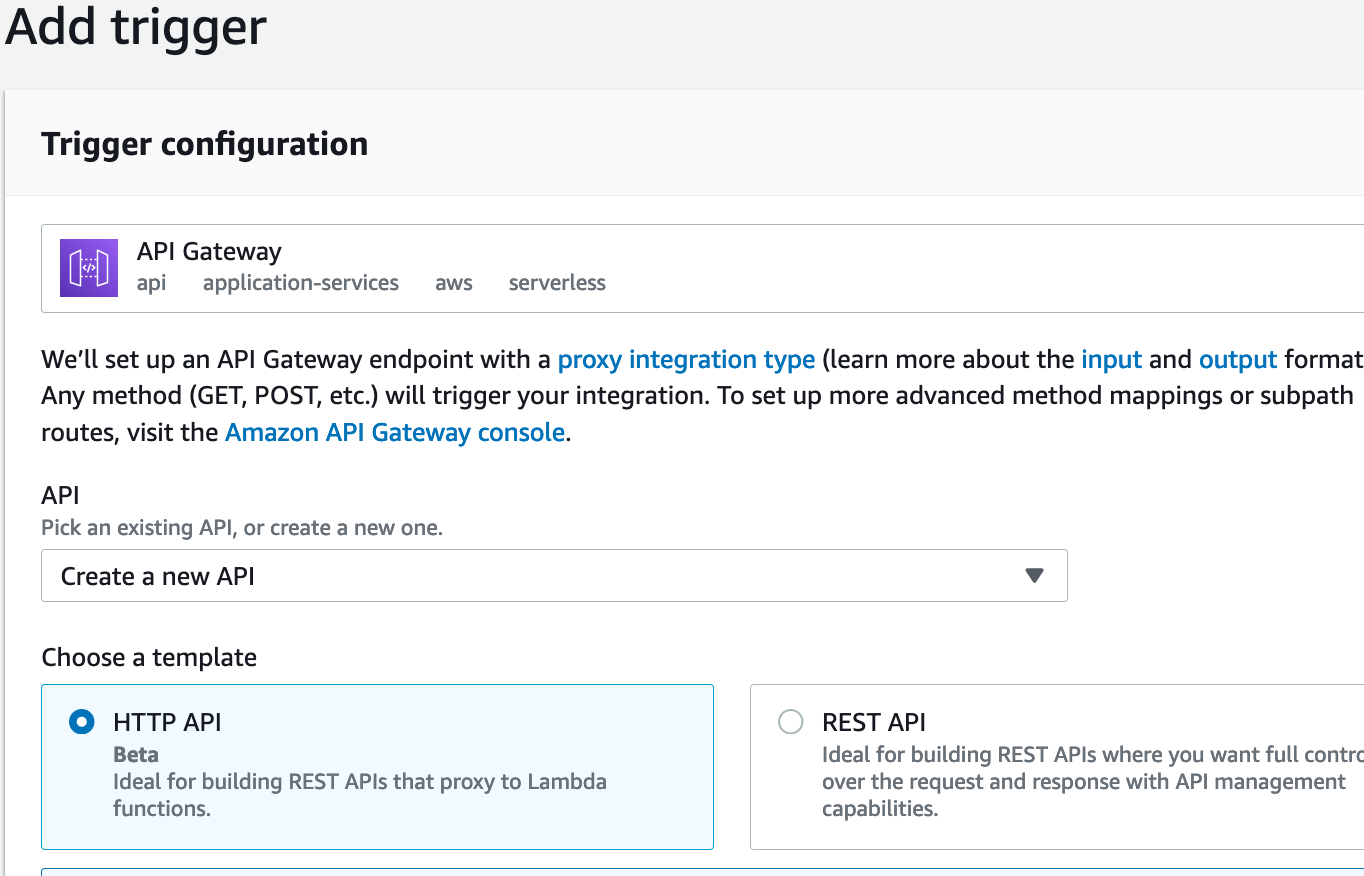 Add trigger
Trigger configuration
API Gateway
api application-services aws serverless
We'll set up an API Gateway endpoint with a proxy integration type (learn more about the input and output format
Any method (GET, POST, etc.) will trigger your integration. To set up more advanced method mappings or subpath
routes, visit the Amazon API Gateway console.
API
Pick an existing API, or create a new one.
Create a new API
Choose a template
HTTP API
Beta
Ideal for building REST APIs that proxy to Lambda
functions.
REST API
Ideal for building REST APIs where you want full contro
over the request and response with API management
capabilities.